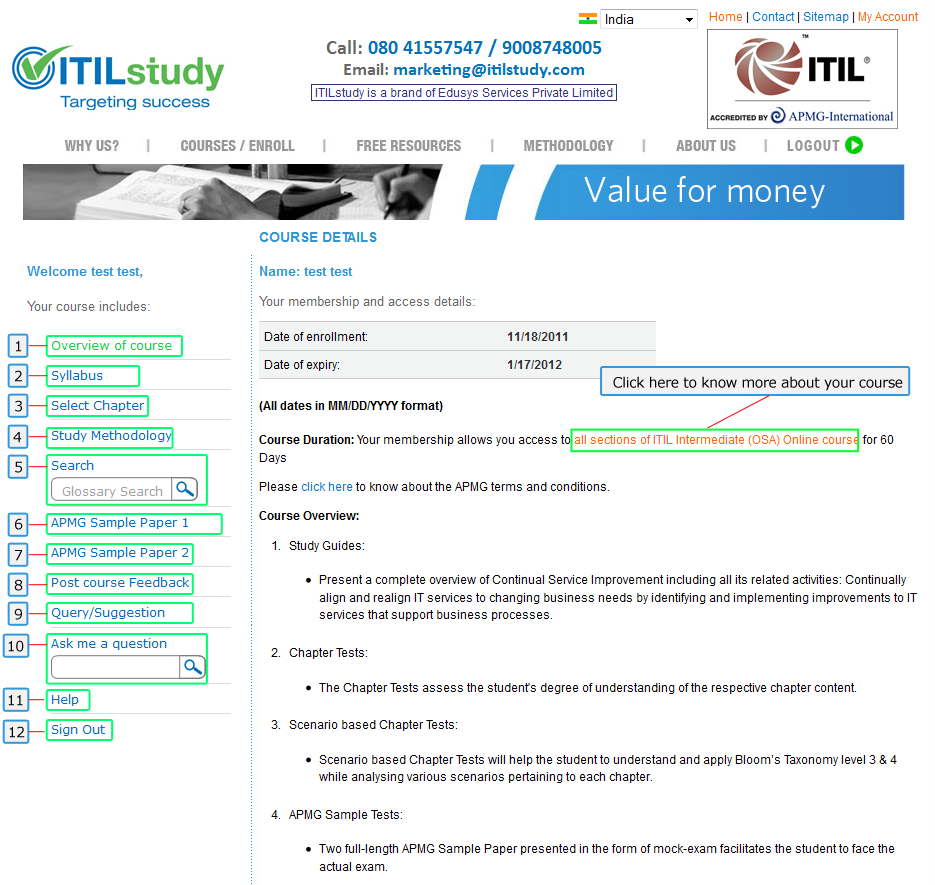 India
Home | Contact | Sitemap | My Account
ITILstudy
Targeting success
Call: 080 41557547 / 9008748005
Email: marketing@itilstudy.com
ITILstudy is a brand of Edusys Services Private Limited
™
ITIL®
ACCREDITED BY APMG-International
WHY US? | COURSES / ENROLL | FREE RESOURCES | METHODOLOGY | ABOUT US | LOGOUT
Value for money
COURSE DETAILS
Welcome test test,
Your course includes:
1 Overview of course
2 Syllabus
3 Select Chapter
4 Study Methodology
5 Search
Glossary Search
6 APMG Sample Paper 1
7 APMG Sample Paper 2
8 Post course Feedback
9 Query/Suggestion
10 Ask me a question
11 Help
12 Sign Out
Name: test test
Your membership and access details:
Date of enrollment: 11/18/2011
Date of expiry: 1/17/2012
Click here to know more about your course
(All dates in MM/DD/YYYY format)
Course Duration: Your membership allows you access to all sections of ITIL Intermediate (OSA) Online course for 60
Days
Please click here to know about the APMG terms and conditions.
Course Overview:
1. Study Guides:
• Present a complete overview of Continual Service Improvement including all its related activities: Continually
align and realign IT services to changing business needs by identifying and implementing improvements to IT
services that support business processes.
2. Chapter Tests:
• The Chapter Tests assess the student's degree of understanding of the respective chapter content.
3. Scenario based Chapter Tests:
• Scenario based Chapter Tests will help the student to understand and apply Bloom's Taxonomy level 3 & 4
while analysing various scenarios pertaining to each chapter.
4. APMG Sample Tests:
• Two full-length APMG Sample Paper presented in the form of mock-exam facilitates the student to face the
actual exam.